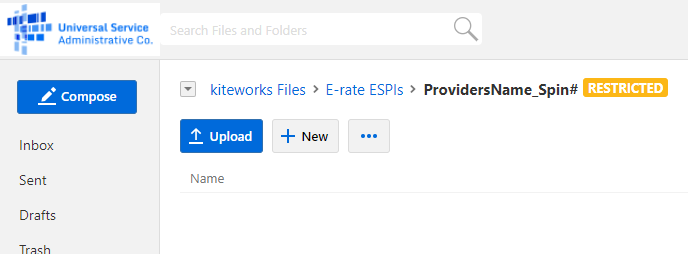 Universal Service
Administrative Co.
Search Files and Folders
Compose
Inbox
Sent
Drafts
Trash
kiteworks Files > E-rate ESPIs > ProvidersName_Spin# RESTRICTED
Upload
+ New
•••
Name